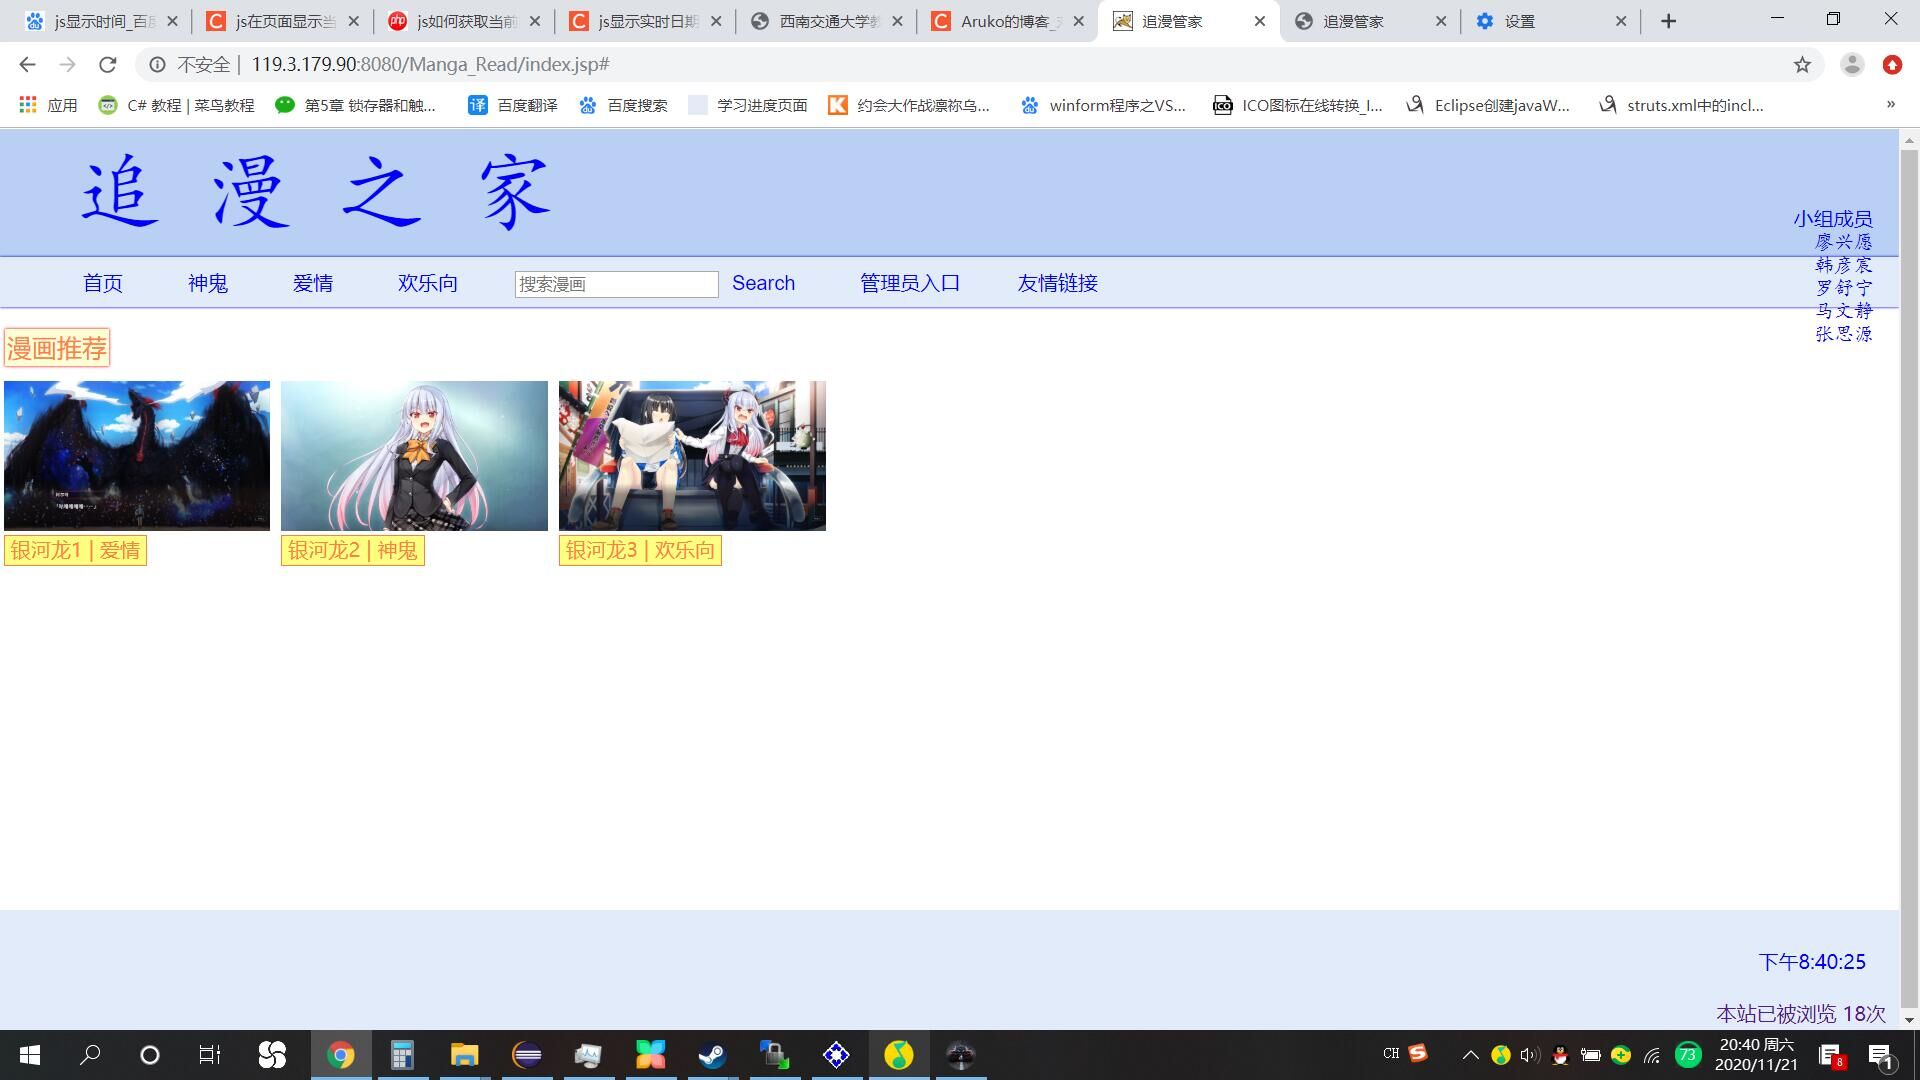 js显示时间_百度
js在页面显示当
js如何获取当前
js显示实时日期
西南交通大学教
Aruko的博客_
追漫管家
追漫管家
设置
不安全 | 119.3.179.90:8080/Manga_Read/index.jsp#
应用
C# 教程 | 菜鸟教程
第5章 锁存器和触...
译 百度翻译
百度搜索
学习进度页面
约会大作战凛祢乌...
winform程序之VS...
ICO图标在线转换_I...
Eclipse创建javaW...
struts.xml中的incl...
»
追漫之家
小组成员
廖兴愿
韩彦宸
罗舒宁
马文静
张思源
首页 神鬼 爱情 欢乐向 搜索漫画 Search 管理员入口 友情链接
漫画推荐
银河龙1 | 爱情
银河龙2 | 神鬼
银河龙3 | 欢乐向
下午8:40:25
本站已被浏览 18次
CH
73
20:40 周六
2020/11/21
8
1